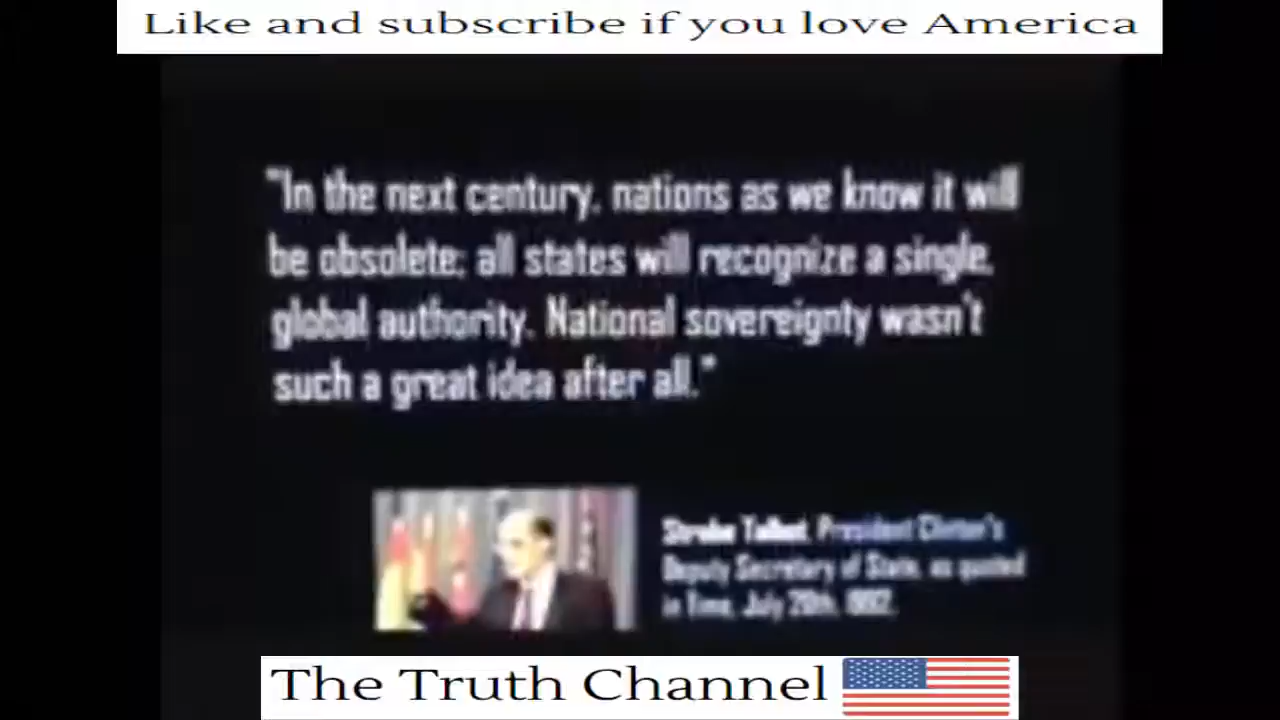 Like and subscribe if you love America
"In the next century, nations as we know it will
be obsolete; all states will recognize a single,
global authority. National sovereignty wasn't
such a great idea after all."
Strobe Talbot, President Clinton's
Deputy Secretary of State, as quoted
in Time, July 20th, 1992.
The Truth Channel